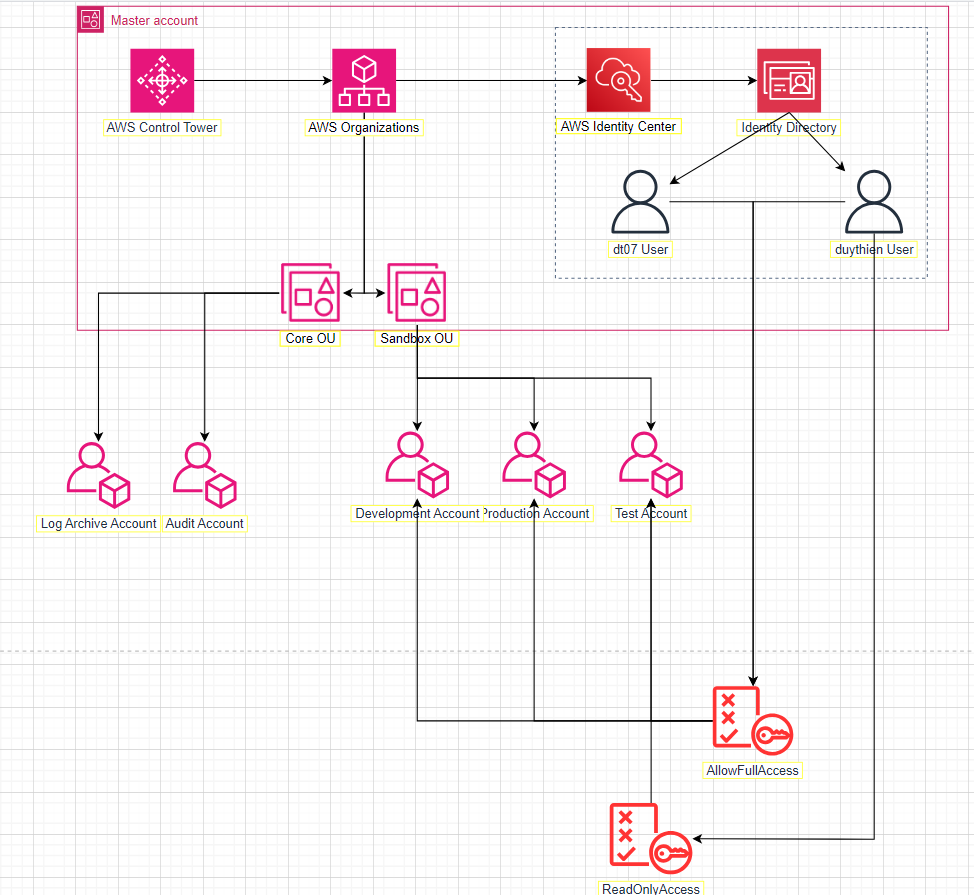 Master account
AWS Control Tower
AWS Organizations
AWS Identity Center
Identity Directory
dt07 User
duythien User
Core OU
Sandbox OU
Log Archive Account
Audit Account
Development Account
Production Account
Test Account
AllowFullAccess
ReadOnlyAccess